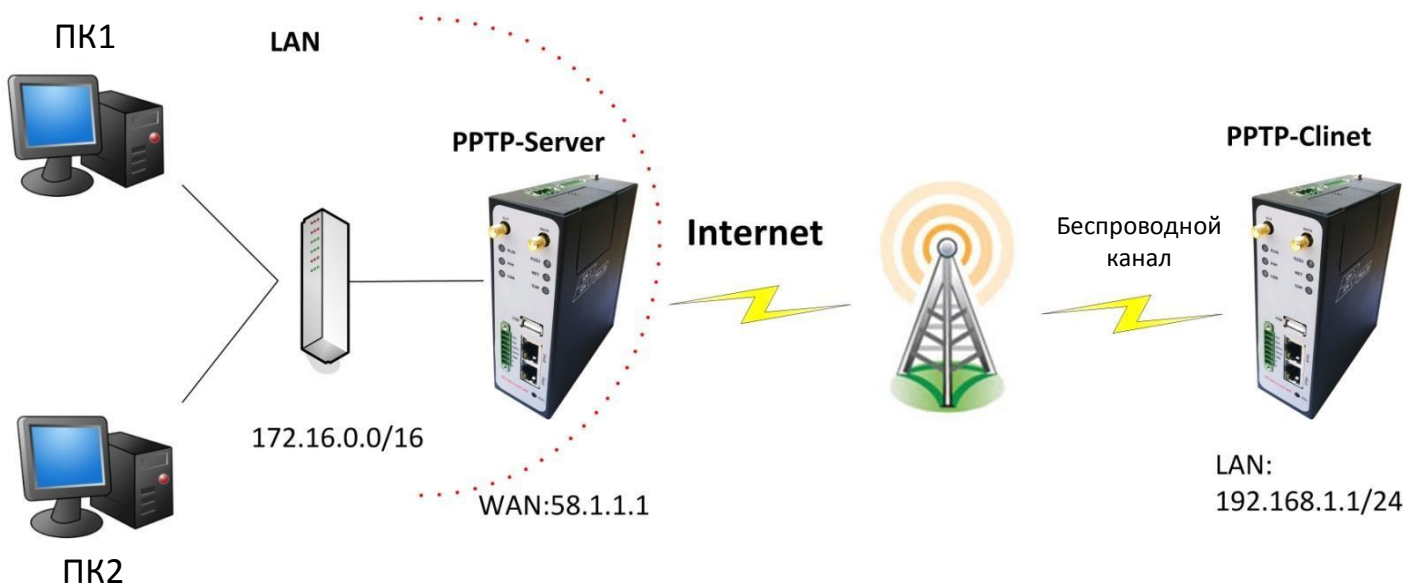 ПК1
LAN
PPTP-Server
PPTP-Clinet
Internet
Беспроводной
канал
172.16.0.0/16
WAN:58.1.1.1
LAN:
192.168.1.1/24
ПК2